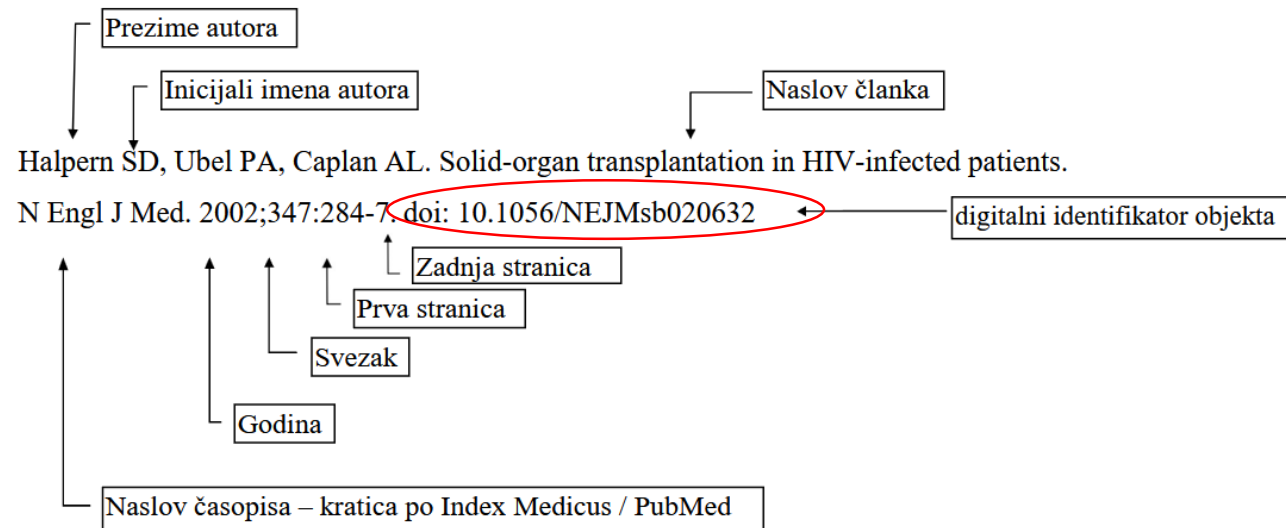 Prezime autora
Inicijali imena autora
Naslov članka
Halpern SD, Ubel PA, Caplan AL. Solid-organ transplantation in HIV-infected patients.
N Engl J Med. 2002;347:284-7. doi: 10.1056/NEJMsb020632
digitalni identifikator objekta
Zadnja stranica
Prva stranica
Svezak
Godina
Naslov časopisa – kratica po Index Medicus / PubMed